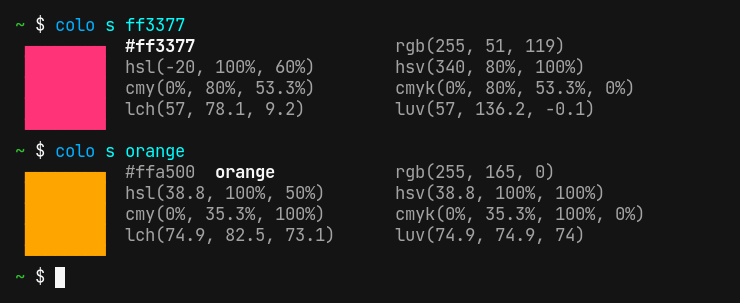 ~ $ colo s ff3377
#ff3377 rgb(255, 51, 119)
hsl(-20, 100%, 60%) hsv(340, 80%, 100%)
cmy(0%, 80%, 53.3%) cmyk(0%, 80%, 53.3%, 0%)
lch(57, 78.1, 9.2) luv(57, 136.2, -0.1)
~ $ colo s orange
#ffa500 orange rgb(255, 165, 0)
hsl(38.8, 100%, 50%) hsv(38.8, 100%, 100%)
cmy(0%, 35.3%, 100%) cmyk(0%, 35.3%, 100%, 0%)
lch(74.9, 82.5, 73.1) luv(74.9, 74.9, 74)
~ $